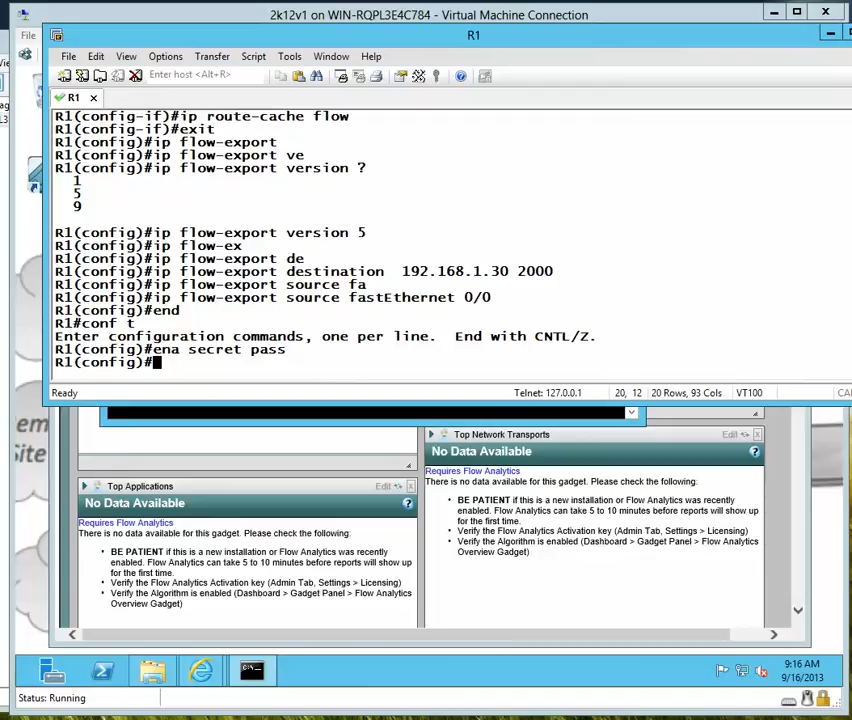 2k12v1 on WIN-RQPL3E4C784 - Virtual Machine Connection
File
R1
File Edit View Options Transfer Script Tools Window Help
Enter host <Alt+R>
R1
R1(config-if)#ip route-cache flow
R1(config-if)#exit
R1(config)#ip flow-export
R1(config)#ip flow-export ve
R1(config)#ip flow-export version ?
1
5
9
R1(config)#ip flow-export version 5
R1(config)#ip flow-ex
R1(config)#ip flow-export de
R1(config)#ip flow-export destination  192.168.1.30 2000
R1(config)#ip flow-export source fa
R1(config)#ip flow-export source fastEthernet 0/0
R1(config)#end
R1#conf t
Enter configuration commands, one per line.  End with CNTL/Z.
R1(config)#ena secret pass
R1(config)#
Ready Telnet: 127.0.0.1 20, 12 20 Rows, 93 Cols VT100
Top Network Transports Edit
No Data Available
Requires Flow Analytics
There is no data available for this gadget. Please check the following:
BE PATIENT if this is a new installation or Flow Analytics was recently
enabled. Flow Analytics can take 5 to 10 minutes before reports will show up
for the first time.
Verify the Flow Analytics Activation key (Admin Tab, Settings > Licensing)
Verify the Algorithm is enabled (Dashboard > Gadget Panel > Flow Analytics
Overview Gadget)
Top Applications Edit
No Data Available
Requires Flow Analytics
There is no data available for this gadget. Please check the following:
BE PATIENT if this is a new installation or Flow Analytics was recently
enabled. Flow Analytics can take 5 to 10 minutes before reports will show up
for the first time.
Verify the Flow Analytics Activation key (Admin Tab, Settings > Licensing)
Verify the Algorithm is enabled (Dashboard > Gadget Panel > Flow Analytics
Overview Gadget)
9:16 AM
9/16/2013
Status: Running